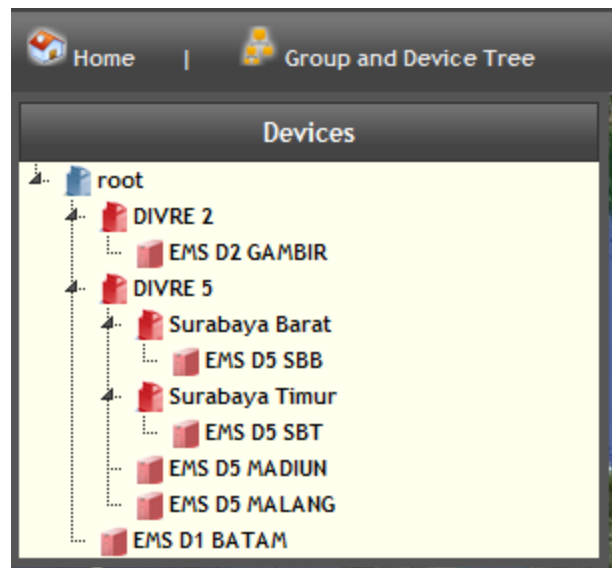 Home | Group and Device Tree
Devices
root
DIVRE 2
EMS D2 GAMBIR
DIVRE 5
Surabaya Barat
EMS D5 SBB
Surabaya Timur
EMS D5 SBT
EMS D5 MADIUN
EMS D5 MALANG
EMS D1 BATAM